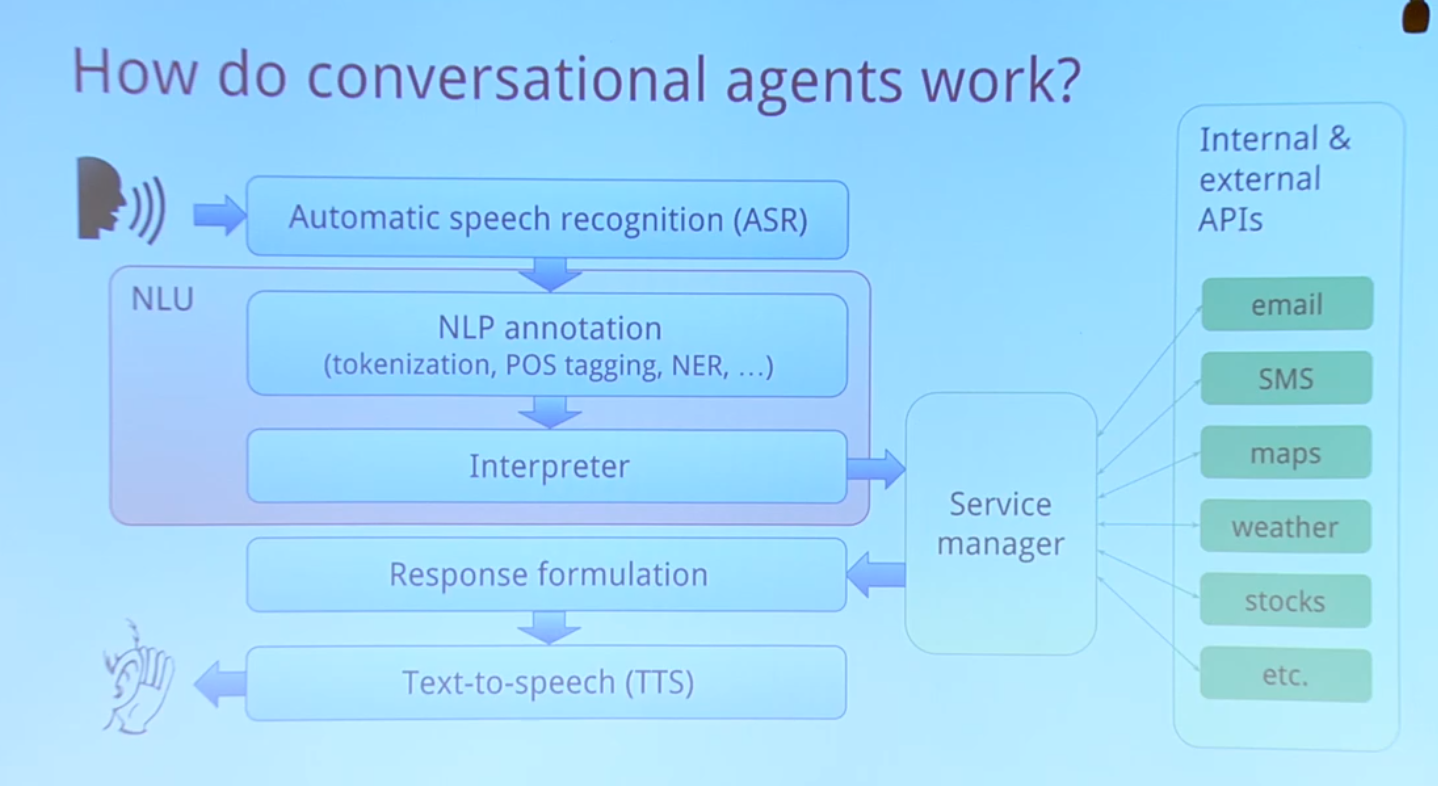 How do conversational agents work?
Automatic speech recognition (ASR)
NLU
NLP annotation
(tokenization, POS tagging, NER, …)
Interpreter
Response formulation
Text-to-speech (TTS)
Service
manager
Internal &
external
APIs
email
SMS
maps
weather
stocks
etc.